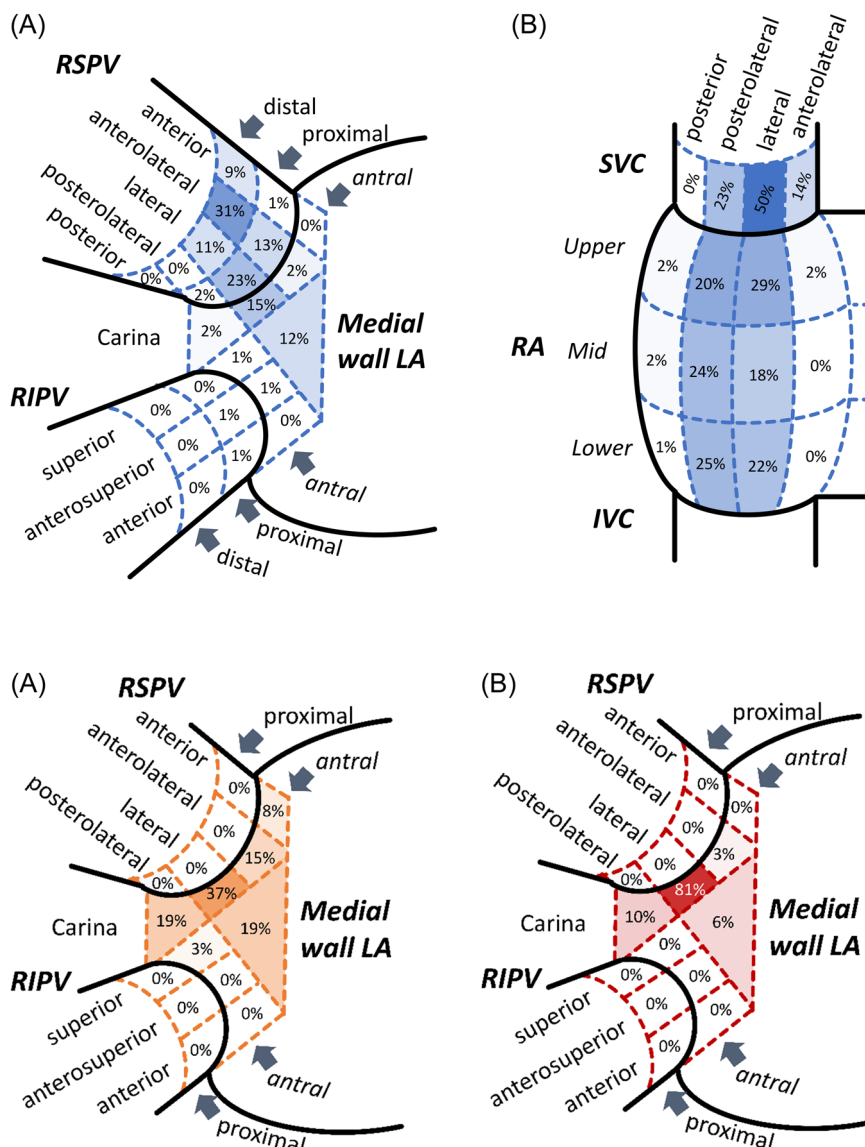 (A)
RSPV
anterior
anterolateral
lateral
posterolateral
posterior
distal
proximal
antral
9%
1%
0%
31%
13%
2%
11%
23%
15%
0%
0%
2%
12%
Carina
2%
Medial
wall LA
1%
RIPV
0%
1%
0%
1%
0%
0%
1%
0%
superior
anterosuperior
anterior
antral
proximal
distal
(B)
posterior
posterolateral
lateral
anterolateral
SVC
0%
23%
50%
14%
Upper
2%
20%
29%
2%
RA
Mid
2%
24%
18%
0%
Lower
1%
25%
22%
0%
IVC
(A)
RSPV
anterior
anterolateral
lateral
posterolateral
proximal
antral
0%
8%
0%
15%
0%
0%
37%
Carina
19%
19%
Medial
wall LA
3%
RIPV
0%
0%
0%
0%
0%
superior
anterosuperior
anterior
antral
proximal
(B)
RSPV
anterior
anterolateral
lateral
posterolateral
proximal
antral
0%
0%
0%
3%
0%
0%
81%
Carina
10%
6%
Medial
wall LA
0%
RIPV
0%
0%
0%
0%
0%
superior
anterosuperior
anterior
antral
proximal